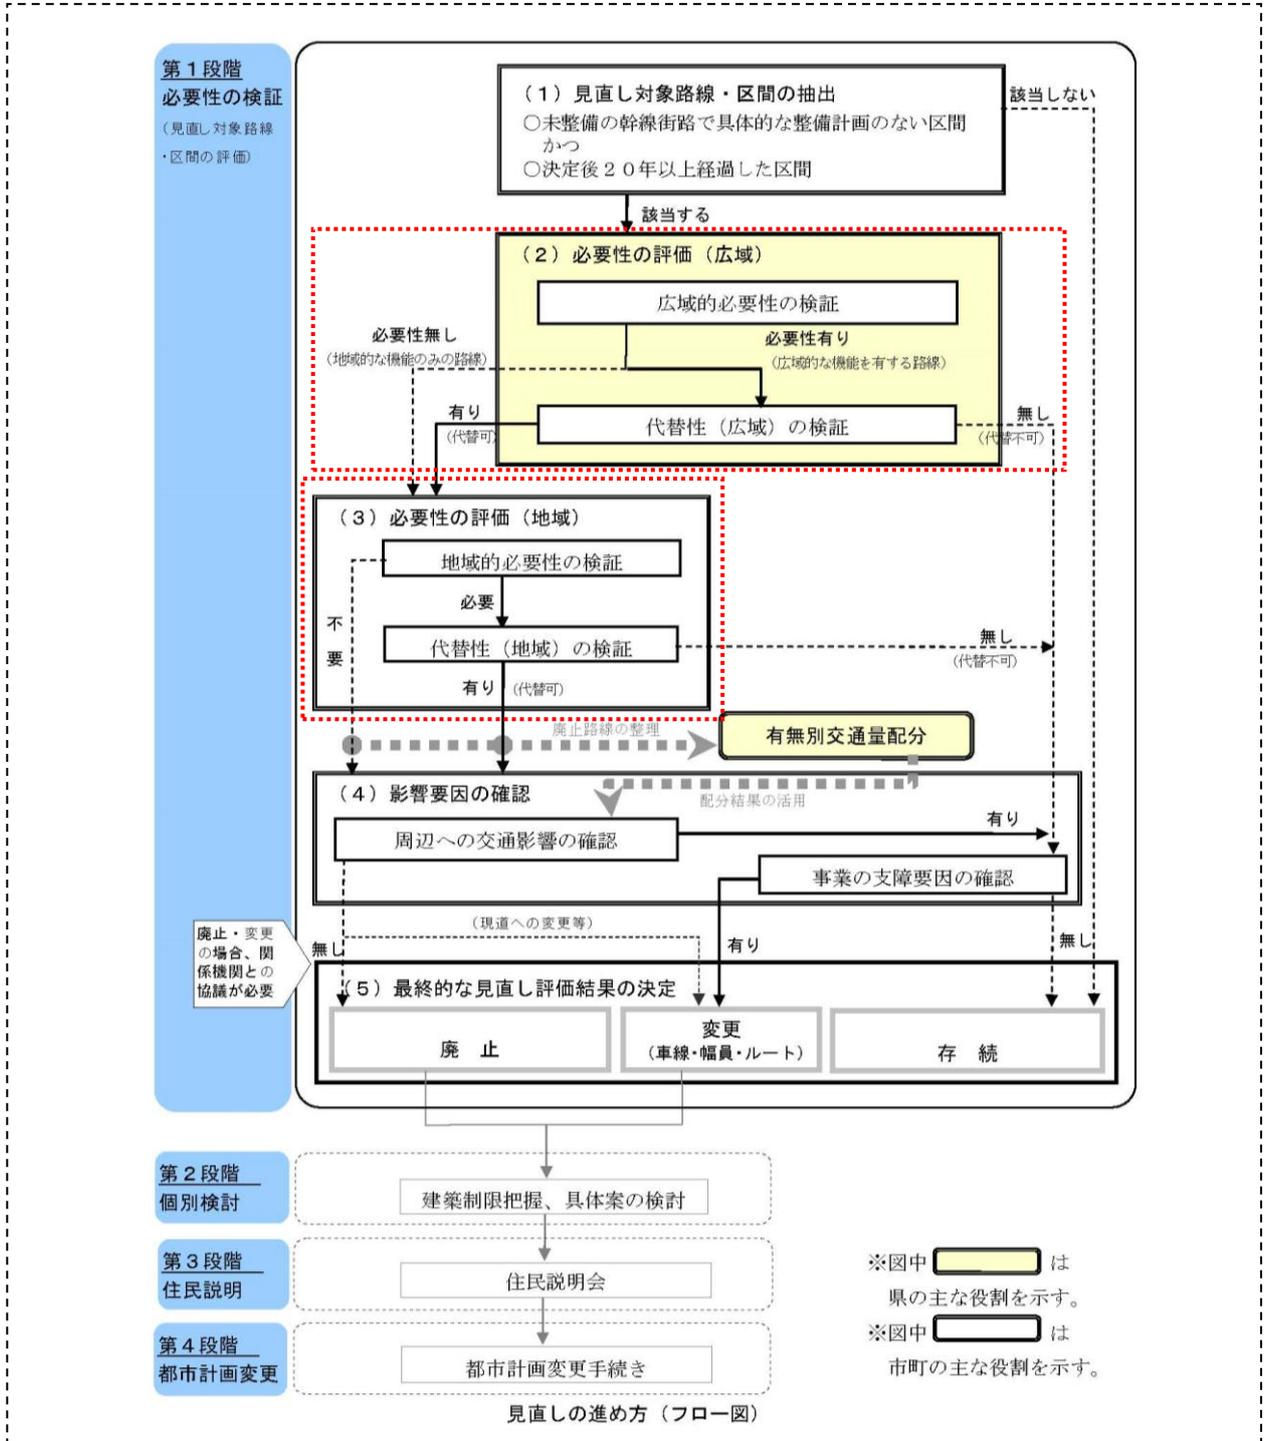 第１段階
必要性の検証
(見直し対象路線
・区間の評価)
(１) 見直し対象路線・区間の抽出
○未整備の幹線街路で具体的な整備計画のない区間
かつ
○決定後２０年以上経過した区間
該当しない
該当する
(２) 必要性の評価（広域）
広域的必要性の検証
必要性無し
(地域的な機能のみの路線)
必要性有り
(広域的な機能を有する路線)
有り
(代替可)
代替性（広域）の検証
無し
(代替不可)
(３) 必要性の評価（地域）
地域的必要性の検証
必要
不
要
代替性（地域）の検証
無し
(代替不可)
有り
(代替可)
廃止路線の整理
有無別交通量配分
(４) 影響要因の確認
配分結果の活用
周辺への交通影響の確認
有り
事業の支障要因の確認
(現道への変更等)
廃止・変更
の場合、関
係機関との
協議が必要
無し
有り
無し
(５) 最終的な見直し評価結果の決定
廃　止
変更
(車線・幅員・ルート)
存　続
第２段階
個別検討
建築制限把握、具体案の検討
第３段階
住民説明
住民説明会
第４段階
都市計画変更
都市計画変更手続き
※図中　　　は
県の主な役割を示す。
※図中　　　は
市町の主な役割を示す。
見直しの進め方（フロー図）